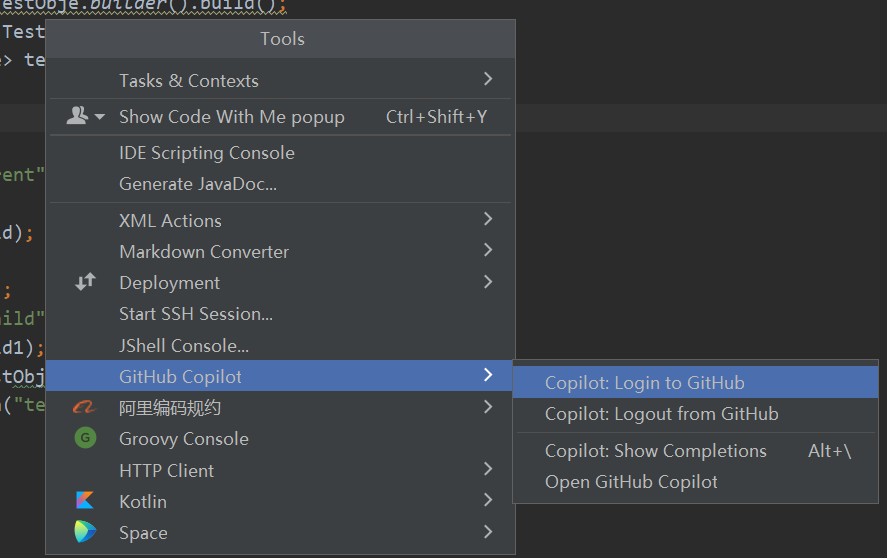 estObje.builder().build();
Tools
Test
> te
Tasks & Contexts
Show Code With Me popup Ctrl+Shift+Y
IDE Scripting Console
rent"
Generate JavaDoc...
XML Actions
d);
Markdown Converter
Deployment
;
Start SSH Session...
ild"
JShell Console...
d1);
GitHub Copilot
stObj
Copilot: Login to GitHub
阿里编码规约
("te
Copilot: Logout from GitHub
Groovy Console
Copilot: Show Completions Alt+\
HTTP Client
Open GitHub Copilot
Kotlin
Space